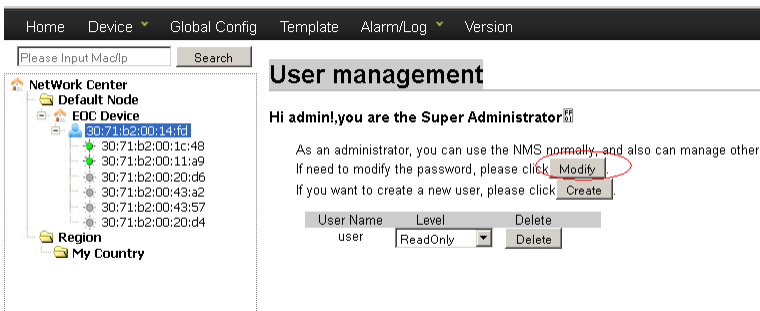 Home Device Global Config Template Alarm/Log Version
Please Input Mac/Ip Search
NetWork Center
Default Node
EOC Device
30:71:b2:00:14:fd
30:71:b2:00:1c:48
30:71:b2:00:11:a9
30:71:b2:00:20:d6
30:71:b2:00:43:a2
30:71:b2:00:43:57
30:71:b2:00:20:d4
Region
My Country
User management
Hi admin!,you are the Super Administrator
As an administrator, you can use the NMS normally, and also can manage other
If need to modify the password, please click Modify .
If you want to create a new user, please click Create .
User Name Level Delete
user ReadOnly Delete